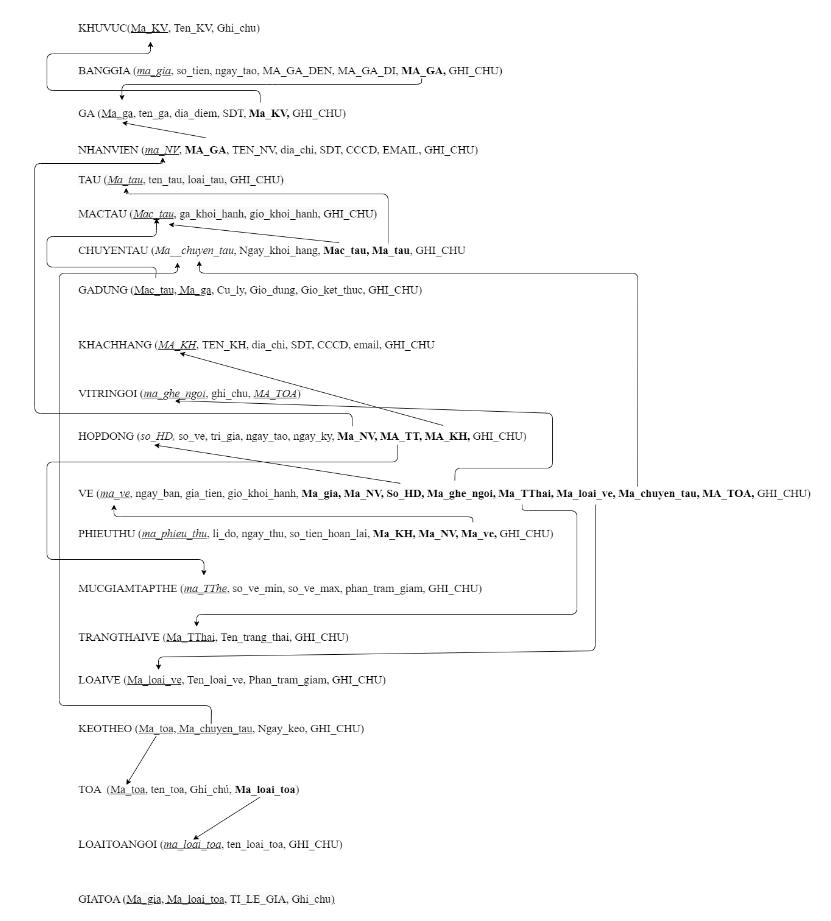 KHUVUC(Ma_KV, Ten_KV, Ghi_chu)
BANGGIA (ma_gia, so_tien, ngay_tao, MA_GA_DEN, MA_GA_DI, MA_GA, GHI_CHU)
GA (Ma_ga, ten_ga, dia_diem, SDT, Ma_KV, GHI_CHU)
NHANVIEN (ma_NV, MA_GA, TEN_NV, dia_chi, SDT, CCCD, EMAIL, GHI_CHU)
TAU (Ma_tau, ten_tau, loai_tau, GHI_CHU)
MACTAU (Mac_tau, ga_khoi_hanh, gio_khoi_hanh, GHI_CHU)
CHUYENTAU (Ma__chuyen_tau, Ngay_khoi_hang, Mac_tau, Ma_tau, GHI_CHU
GADUNG (Mac_tau, Ma_ga, Cu_ly, Gio_dung, Gio_ket_thuc, GHI_CHU)
KHACHHANG (MA_KH, TEN_KH, dia_chi, SDT, CCCD, email, GHI_CHU
VITRINGOI (ma_ghe_ngoi, ghi_chu, MA_TOA)
HOPDONG (so_HD, so_ve, tri_gia, ngay_tao, ngay_ky, Ma_NV, MA_TT, MA_KH, GHI_CHU)
VE (ma_ve, ngay_ban, gia_tien, gio_khoi_hanh, Ma_gia, Ma_NV, So_HD, Ma_ghe_ngoi, Ma_TThai, Ma_loai_ve, Ma_chuyen_tau, MA_TOA, GHI_CHU)
PHIEUTHU (ma_phieu_thu, li_do, ngay_thu, so_tien_hoan_lai, Ma_KH, Ma_NV, Ma_ve, GHI_CHU)
MUCGIAMTAPTHE (ma_TThe, so_ve_min, so_ve_max, phan_tram_giam, GHI_CHU)
TRANGTHAIVE (Ma_TThai, Ten_trang_thai, GHI_CHU)
LOAIVE (Ma_loai_ve, Ten_loai_ve, Phan_tram_giam, GHI_CHU)
KEOTHEO (Ma_toa, Ma_chuyen_tau, Ngay_keo, GHI_CHU)
TOA (Ma_toa, ten_toa, Ghi_chú, Ma_loai_toa)
LOAITOANGOI (ma_loai_toa, ten_loai_toa, GHI_CHU)
GIATOA (Ma_gia, Ma_loai_toa, TI_LE_GIA, Ghi_chu)